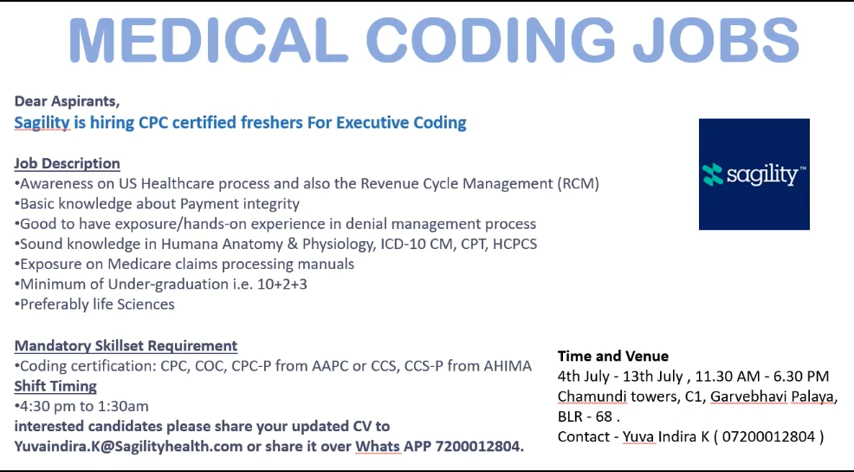 MEDICAL CODING JOBS
Dear Aspirants,
Sagility is hiring CPC certified freshers For Executive Coding
Job Description
•Awareness on US Healthcare process and also the Revenue Cycle Management (RCM)
•Basic knowledge about Payment integrity
•Good to have exposure/hands-on experience in denial management process
•Sound knowledge in Humana Anatomy & Physiology, ICD-10 CM, CPT, HCPCS
•Exposure on Medicare claims processing manuals
•Minimum of Under-graduation i.e. 10+2+3
•Preferably life Sciences
sagility™
Mandatory Skillset Requirement
•Coding certification: CPC, COC, CPC-P from AAPC or CCS, CCS-P from AHIMA
Shift Timing
•4:30 pm to 1:30am
interested candidates please share your updated CV to
Yuvaindira.K@Sagilityhealth.com or share it over Whats APP 7200012804.
Time and Venue
4th July - 13th July , 11.30 AM - 6.30 PM
Chamundi towers, C1, Garvebhavi Palaya,
BLR - 68 .
Contact - Yuva Indira K ( 07200012804 )